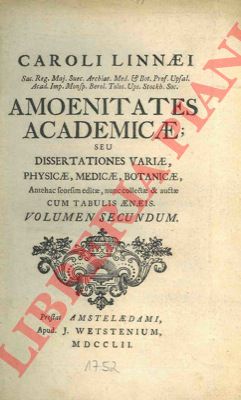 CAROLI LINNÆI
Sac. Reg. Maj. Suec. Archiat. Med. & Bot. Prof. Upsal.
Acad. Imp. Monsp. Berol. Tolos. Ups. Stockh. Soc.
AMOENITATES
ACADEMICÆ;
SEU
DISSERTATIONES VARIÆ,
PHYSICÆ, MEDICÆ, BOTANICÆ,
Antehac seorsim editæ, nunc collectæ & auctæ
CUM TABULIS ÆNEIS.
VOLUMEN SECUNDUM.
Prostat AMSTELÆDAMI,
Apud J. WETSTENIUM,
MDCCLII.
1752